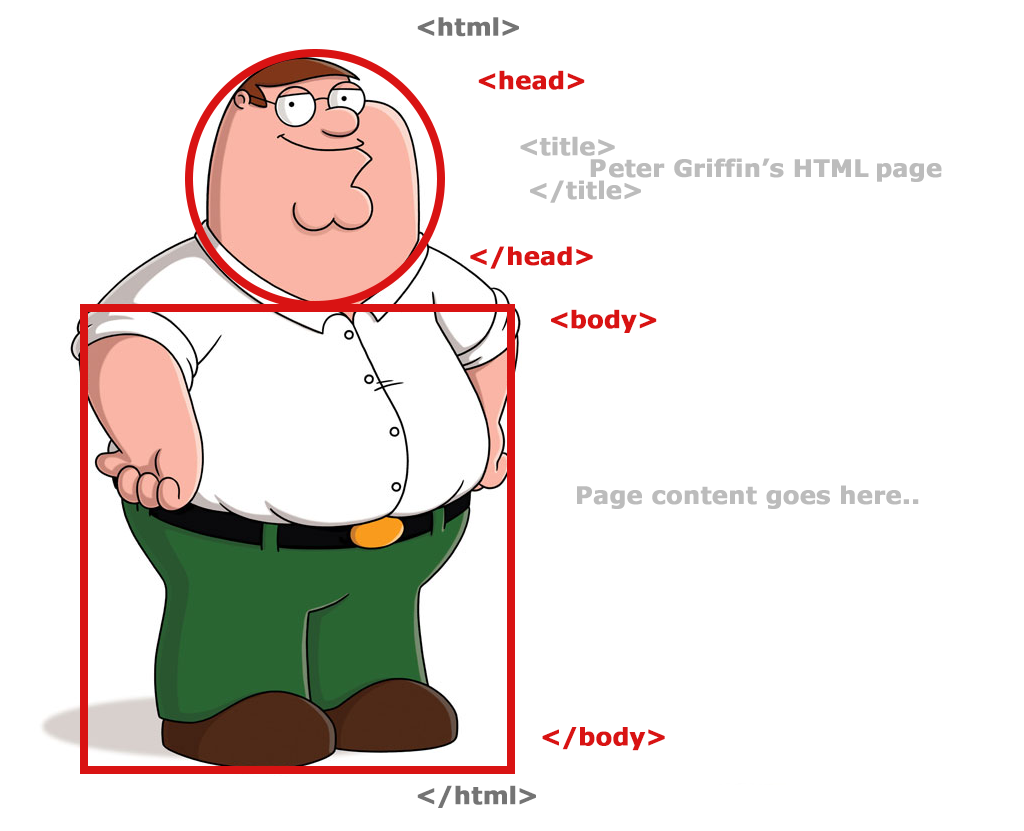 <html>
<head>
<title>
Peter Griffin’s HTML page
</title>
</head>
<body>
Page content goes here..
</body>
</html>